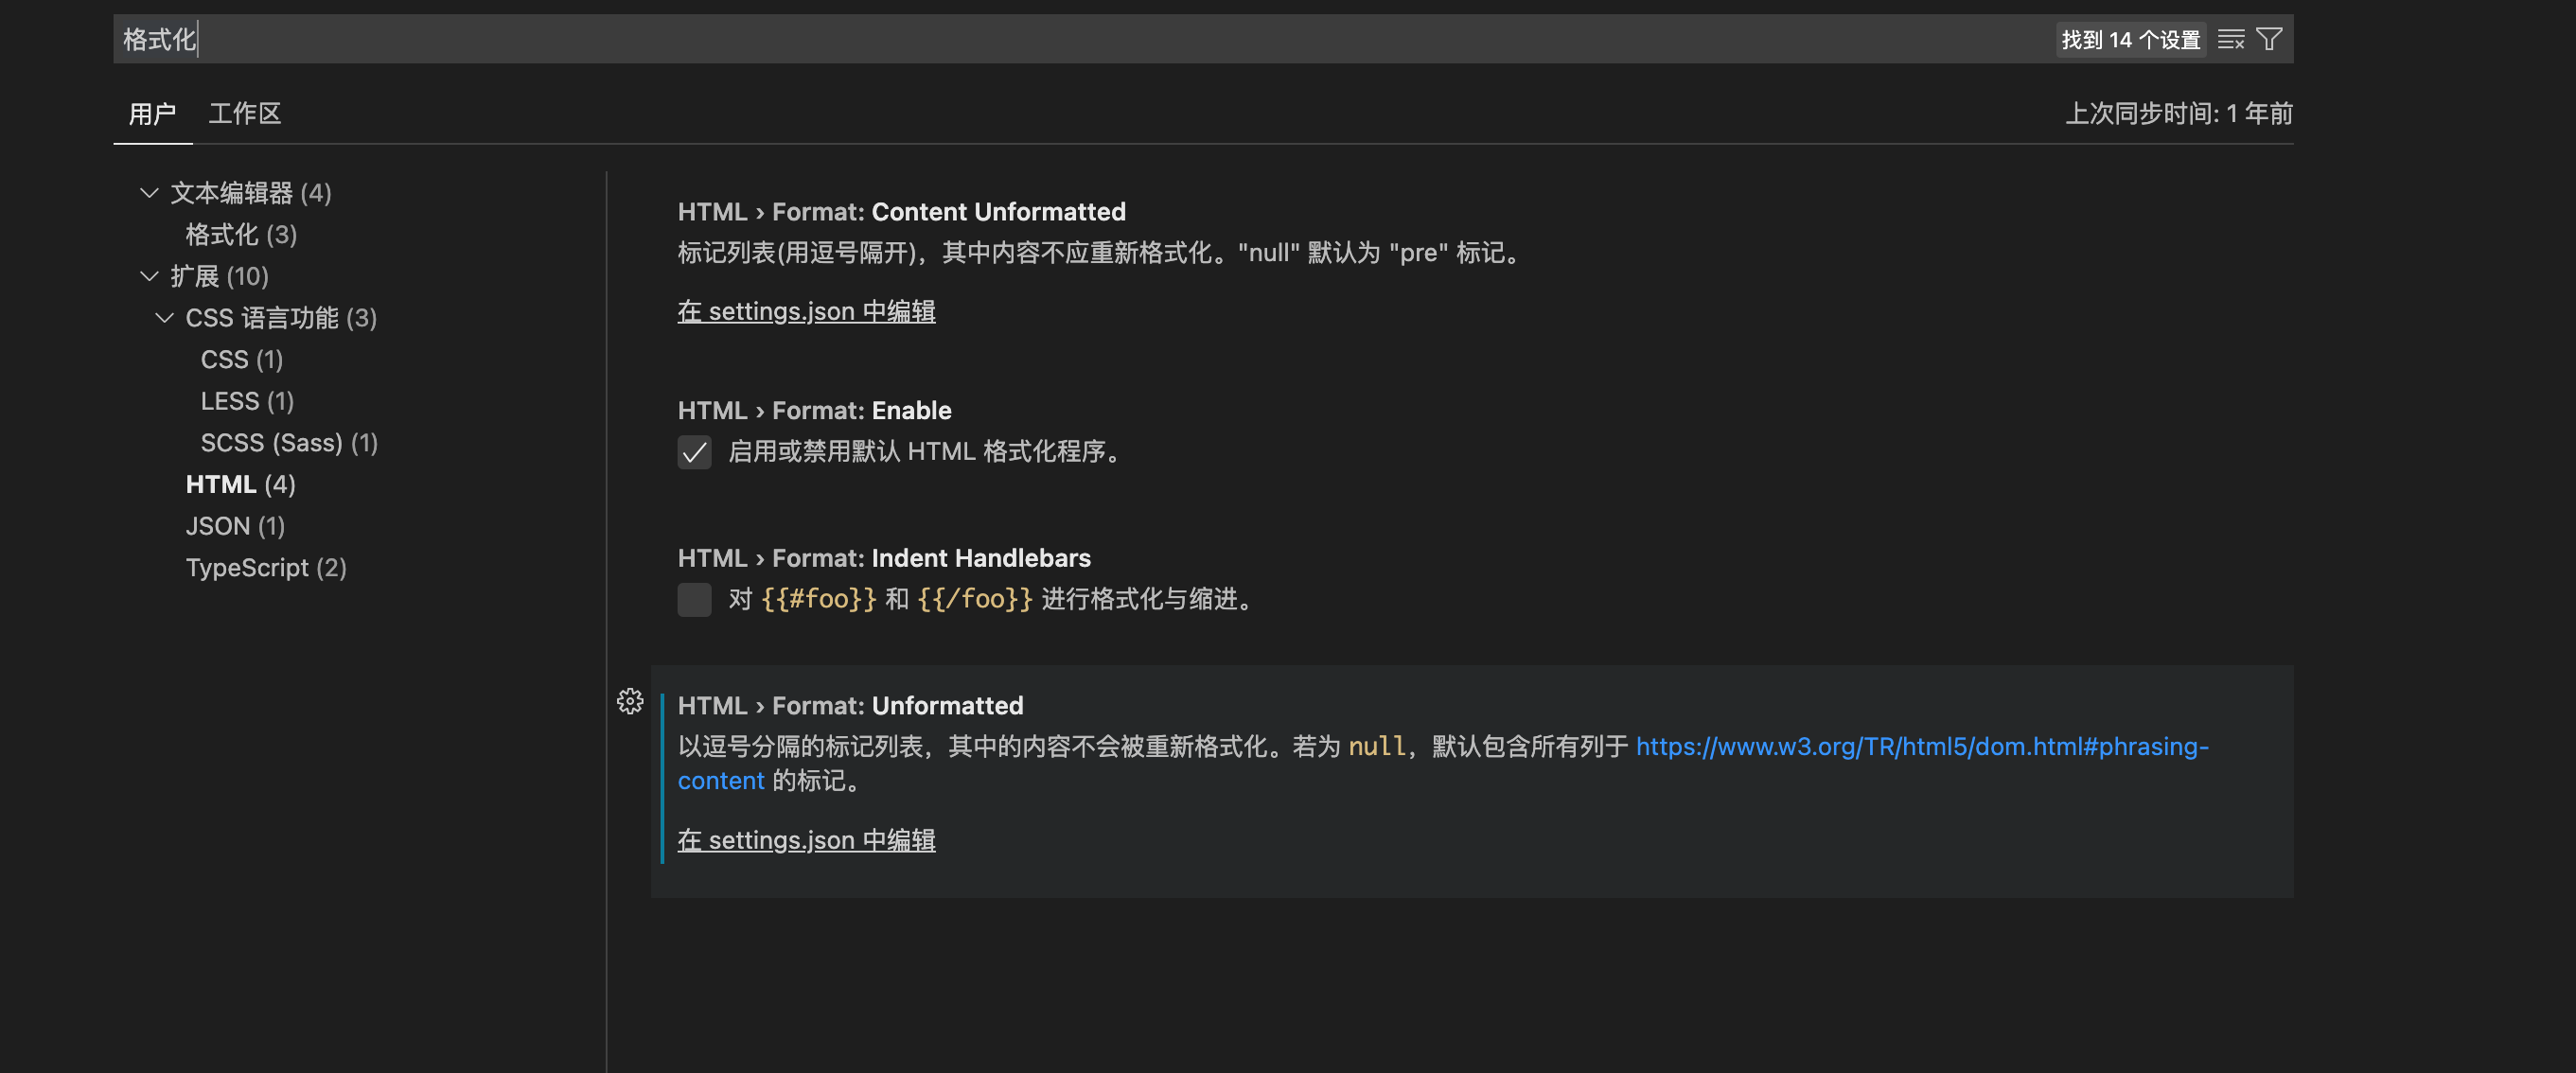 格式化
找到 14 个设置
用户
工作区
上次同步时间: 1 年前
文本编辑器 (4)
格式化 (3)
扩展 (10)
CSS 语言功能 (3)
CSS (1)
LESS (1)
SCSS (Sass) (1)
HTML (4)
JSON (1)
TypeScript (2)
HTML › Format: Content Unformatted
标记列表(用逗号隔开)，其中内容不应重新格式化。"null" 默认为 "pre" 标记。
在 settings.json 中编辑
HTML › Format: Enable
启用或禁用默认 HTML 格式化程序。
HTML › Format: Indent Handlebars
对 {{#foo}} 和 {{/foo}} 进行格式化与缩进。
HTML › Format: Unformatted
以逗号分隔的标记列表，其中的内容不会被重新格式化。若为 null，默认包含所有列于 https://www.w3.org/TR/html5/dom.html#phrasing-
content 的标记。
在 settings.json 中编辑